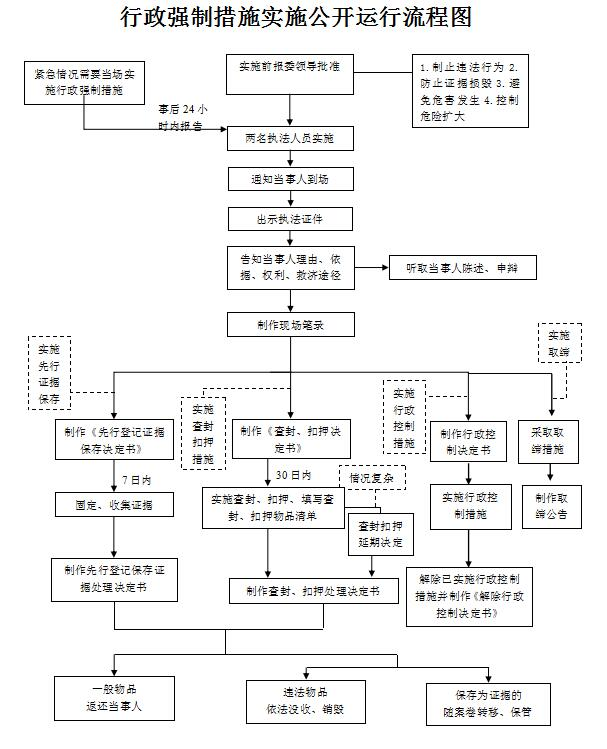 行政强制措施实施公开运行流程图
紧急情况需要当场实
施行政强制措施
实施前报委领导批准
1.制止违法行为 2.
防止证据损毁 3.避
免危害发生 4.控制
危险扩大
事后 24 小
时内报告
两名执法人员实施
通知当事人到场
出示执法证件
告知当事人理由、依
据、权利、救济途径
听取当事人陈述、申辩
制作现场笔录
实施
先行
证据
保存
实施
查封
扣押
措施
实施
行政
控制
措施
实施
取缔
制作《先行登记证据
保存决定书》
制作《查封、扣押决
定书》
制作行政控
制决定书
采取取
缔措施
7 日内
30 日内
情况复杂
固定、收集证据
实施查封、扣押、填写查
封、扣押物品清单
查封扣押
延期决定
实施行政控
制措施
制作取
缔公告
制作先行登记保存证
据处理决定书
制作查封、扣押处理决定书
解除已实施行政控制
措施并制作《解除行政
控制决定书》
一般物品
返还当事人
违法物品
依法没收、销毁
保存为证据的
随案卷转移、保管